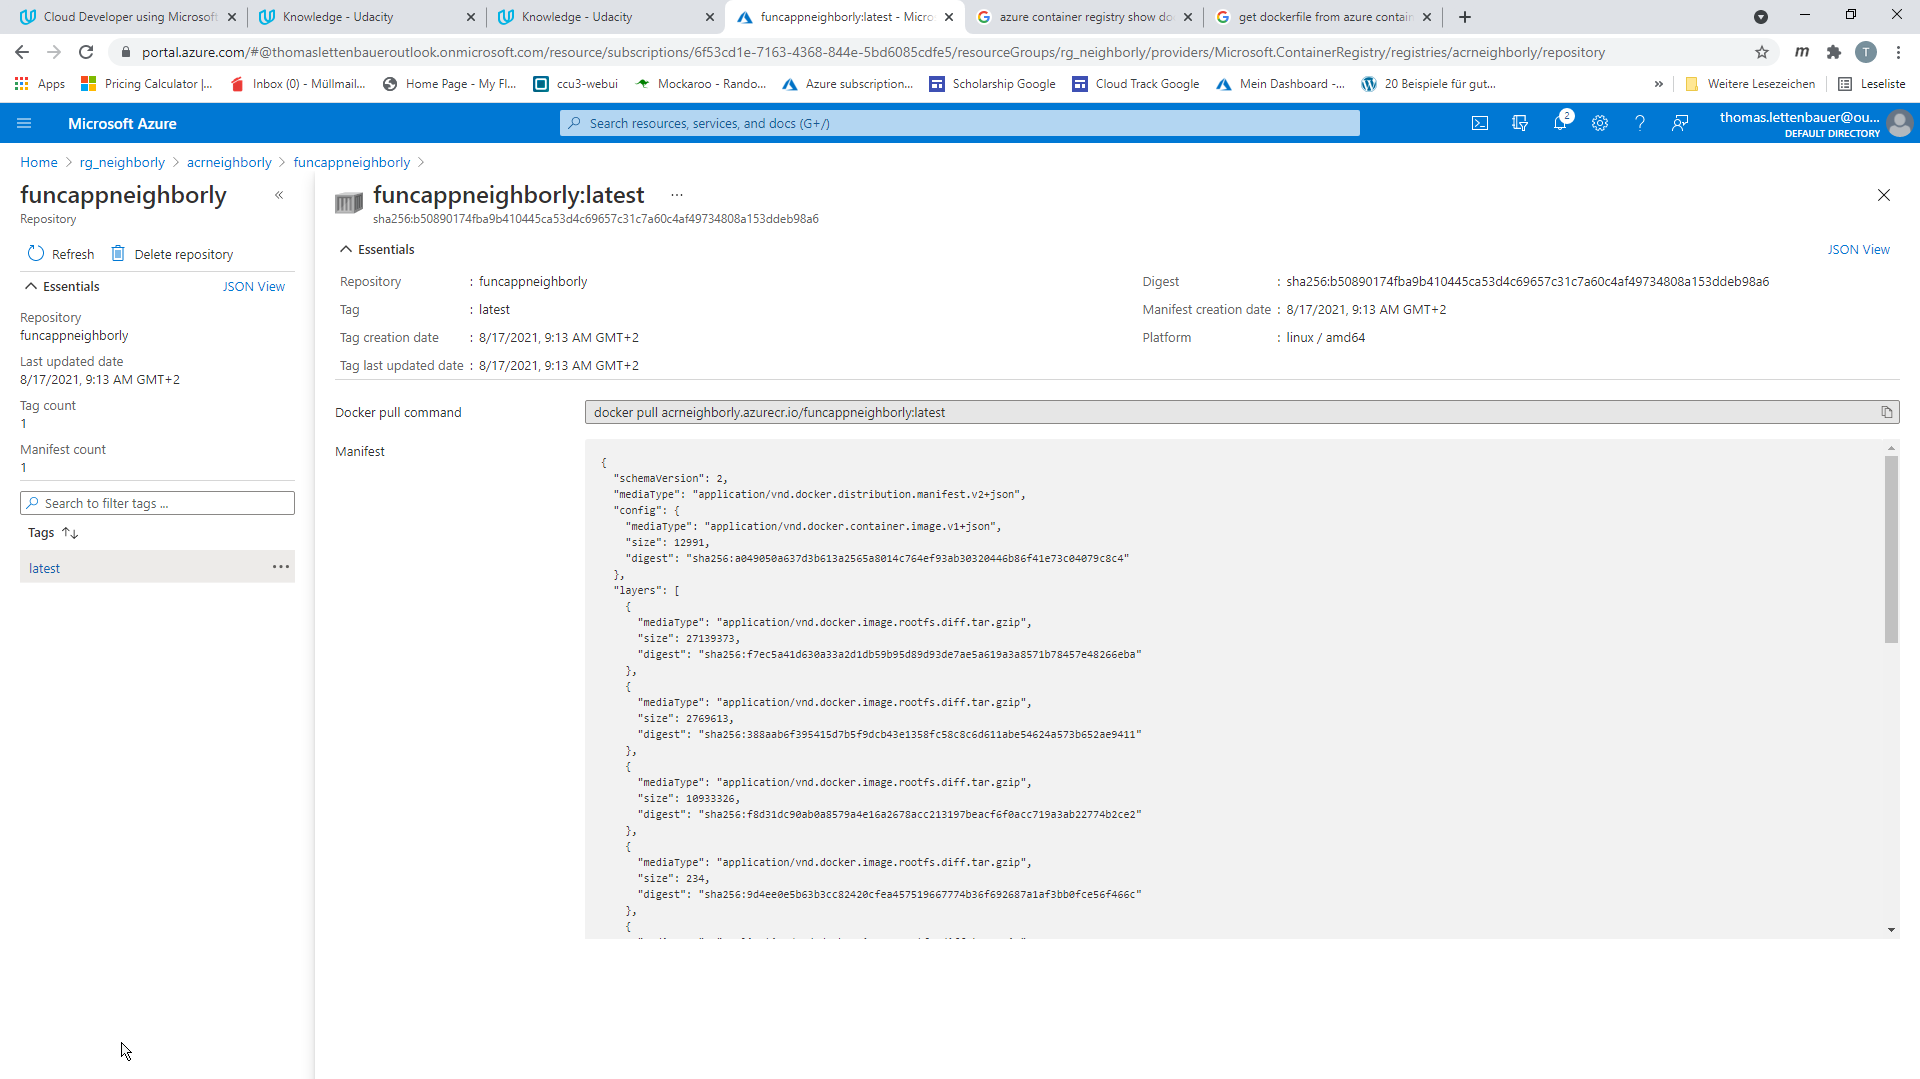 Cloud Developer using Microsoft
Knowledge - Udacity
Knowledge - Udacity
funcappneighborly:latest - Micro
azure container registry show do
get dockerfile from azure contain
portal.azure.com/#@thomaslettenbaueroutlook.onmicrosoft.com/resource/subscriptions/6f53cd1e-7163-4368-844e-5bd6085cdfe5/resourceGroups/rg_neighborly/providers/Microsoft.ContainerRegistry/registries/acrneighborly/repository
m
T
Apps
Pricing Calculator |...
Inbox (0) - Müllmail...
Home Page - My Fl...
ccu3-webui
Mockaroo - Rando...
Azure subscription...
Scholarship Google
Cloud Track Google
Mein Dashboard -...
20 Beispiele für gut...
»
Weitere Lesezeichen
Leseliste
Microsoft Azure
Search resources, services, and docs (G+/)
2
thomas.lettenbauer@ou...
DEFAULT DIRECTORY
Home > rg_neighborly > acrneighborly > funcappneighborly >
funcappneighborly
«
Repository
Refresh
Delete repository
Essentials
JSON View
Repository
funcappneighborly
Last updated date
8/17/2021, 9:13 AM GMT+2
Tag count
1
Manifest count
1
Search to filter tags ...
Tags
latest
...
funcappneighborly:latest
...
sha256:b50890174fba9b410445ca53d4c69657c31c7a60c4af49734808a153ddeb98a6
Essentials
JSON View
Repository : funcappneighborly
Tag : latest
Tag creation date : 8/17/2021, 9:13 AM GMT+2
Tag last updated date : 8/17/2021, 9:13 AM GMT+2
Digest : sha256:b50890174fba9b410445ca53d4c69657c31c7a60c4af49734808a153ddeb98a6
Manifest creation date : 8/17/2021, 9:13 AM GMT+2
Platform : linux / amd64
Docker pull command
docker pull acrneighborly.azurecr.io/funcappneighborly:latest
Manifest
{
"schemaVersion": 2,
"mediaType": "application/vnd.docker.distribution.manifest.v2+json",
"config": {
"mediaType": "application/vnd.docker.container.image.v1+json",
"size": 12991,
"digest": "sha256:a049050a637d3b613a2565a8014c764ef93ab30320446b86f41e73c04079c8c4"
},
"layers": [
{
"mediaType": "application/vnd.docker.image.rootfs.diff.tar.gzip",
"size": 27139373,
"digest": "sha256:f7ec5a41d630a33a2d1db59b95d89d93de7ae5a619a3a8571b78457e48266eba"
},
{
"mediaType": "application/vnd.docker.image.rootfs.diff.tar.gzip",
"size": 2769613,
"digest": "sha256:388aab6f395415d7b5f9dcb43e1358fc58c8c6d611abe54624a573b652ae9411"
},
{
"mediaType": "application/vnd.docker.image.rootfs.diff.tar.gzip",
"size": 10933326,
"digest": "sha256:f8d31dc90ab0a8579a4e16a2678acc213197beacf6f0acc719a3ab22774b2ce2"
},
{
"mediaType": "application/vnd.docker.image.rootfs.diff.tar.gzip",
"size": 234,
"digest": "sha256:9d4ee0e5b63b3cc82420cfea457519667774b36f692687a1af3bb0fce56f466c"
},
{